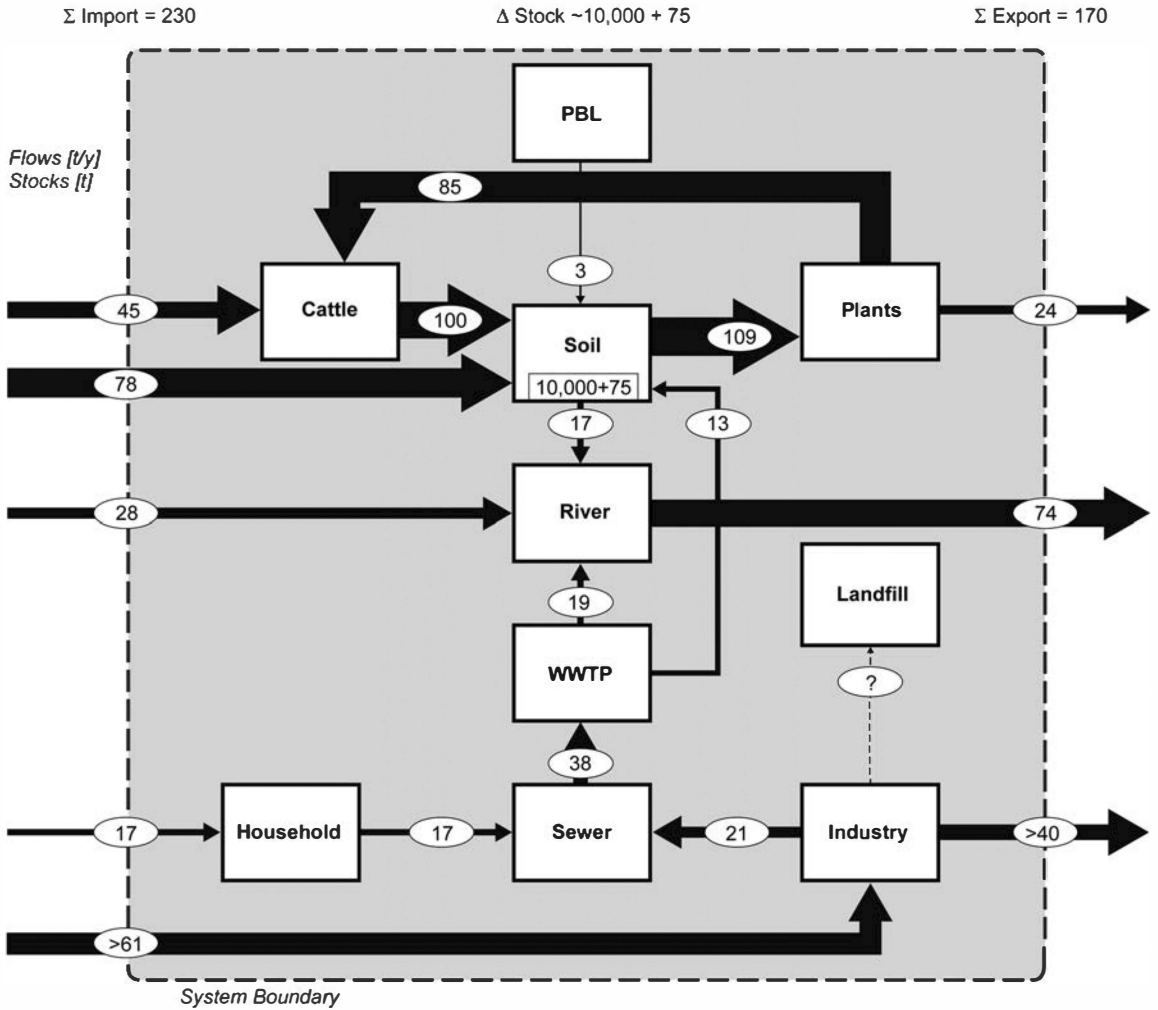 Σ Import = 230
Δ Stock ~10,000 + 75
Σ Export = 170
Flows [t/y]
Stocks [t]
PBL
85
3
45
Cattle
100
Soil
10,000+75
109
Plants
24
78
17
13
28
River
74
19
Landfill
WWTP
?
38
17
Household
17
Sewer
21
Industry
>40
>61
System Boundary